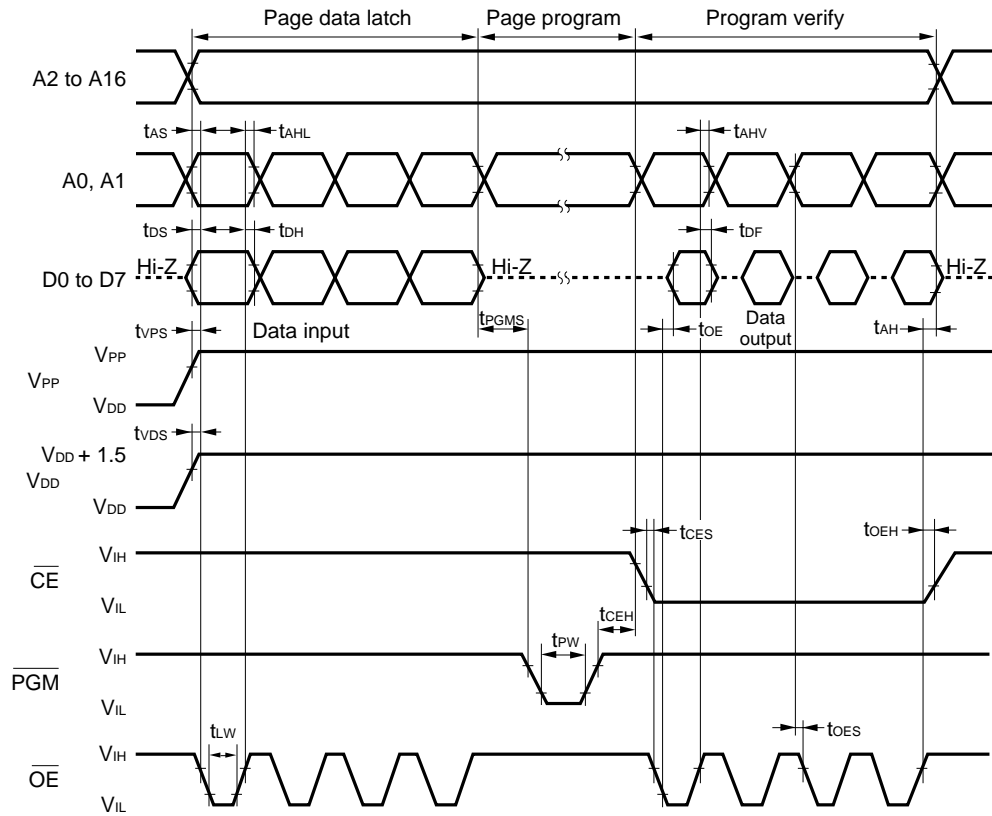 Page data latch Page program Program verify
A2 to A16
tAS tAHL tAHV
A0, A1
tDS tDH tDF
Hi-Z Hi-Z Hi-Z
D0 to D7
tPGMS tOE Data output tAH
tVPS Data input
VPP
VPP
VDD
tVDS
VDD + 1.5
VDD
VDD
tCES tOEH
VIH
CE
VIL
tCEH
tPW
VIH
PGM
VIL
tLW tOES
VIH
OE
VIL